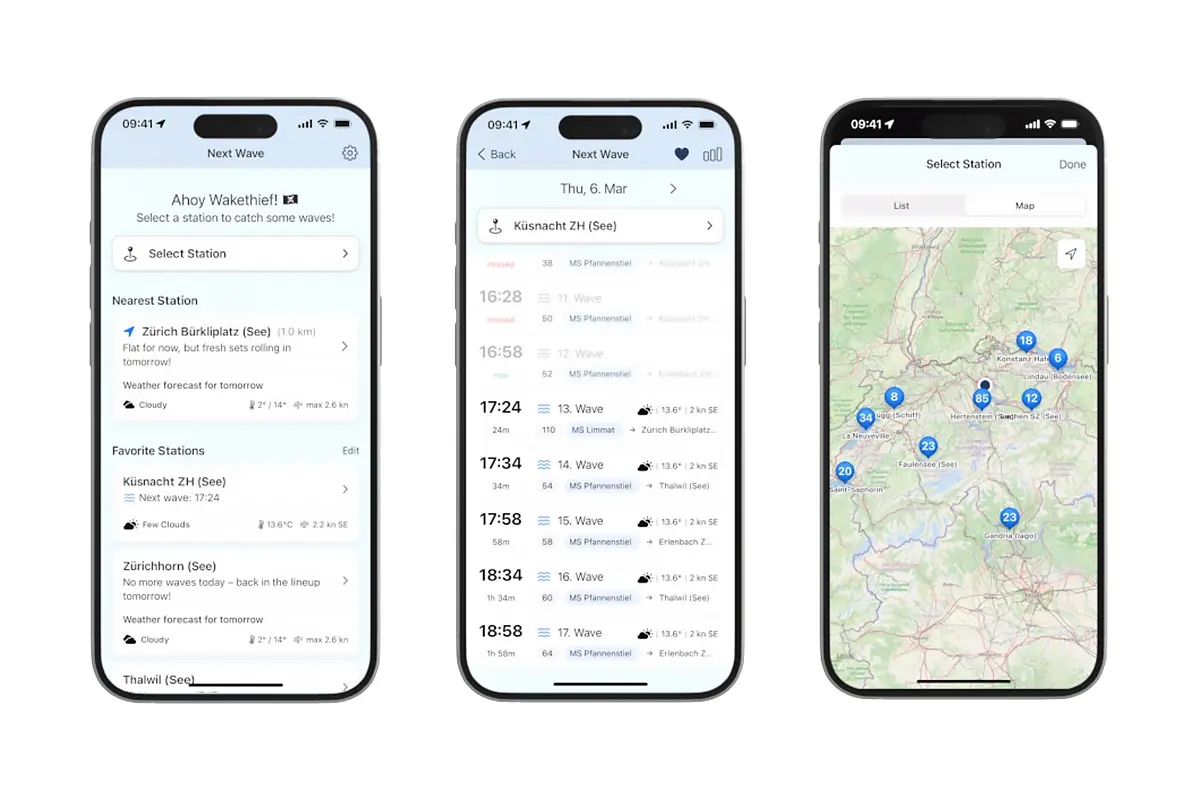 09:41
Next Wave
Ahoy Wakethief! 🏴‍☠️
Select a station to catch some waves!
Select Station
Nearest Station
Zürich Bürkliplatz (See) (1.0 km)
Flat for now, but fresh sets rolling in
tomorrow!
Weather forecast for tomorrow
Cloudy 2° / 14° max 2.6 kn
Favorite Stations Edit
Küsnacht ZH (See)
Next wave: 17:24
Few Clouds 13.6°C 2.2 kn SE
Zürichhorn (See)
No more waves today – back in the lineup
tomorrow!
Weather forecast for tomorrow
Cloudy 2° / 14° max 2.6 kn
Thalwil (See)
09:41
Back Next Wave
Thu, 6. Mar
Küsnacht ZH (See)
missed 38 MS Pfannenstiel → Küsnacht ZH...
16:28 11. Wave
missed 50 MS Pfannenstiel → Küsnacht ZH...
16:58 12. Wave
now 52 MS Pfannenstiel → Erlenbach Z...
17:24 13. Wave 13.6° | 2 kn SE
24m 110 MS Limmat → Zürich Bürkliplatz...
17:34 14. Wave 13.6° | 2 kn SE
34m 54 MS Pfannenstiel → Thalwil (See)
17:58 15. Wave 13.6° | 2 kn SE
58m 58 MS Pfannenstiel → Erlenbach Z...
18:34 16. Wave 13.6° | 2 kn SE
1h 34m 60 MS Pfannenstiel → Thalwil (See)
18:58 17. Wave 13.6° | 2 kn SE
1h 58m 64 MS Pfannenstiel → Erlenbach Z...
09:41
Select Station Done
List Map
18
Konstanz Hafe
6
Lindau (Bodensee)
8
ugg (Schiff)
85
Hertenstein
12
chen SZ (See)
34
La Neuveville
23
Faulensee (See)
20
Saint-Saphorin
23
Gandria (lago)